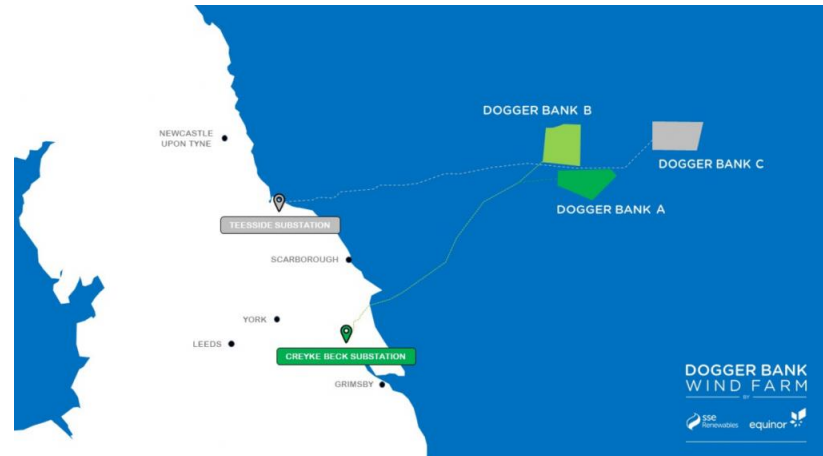 DOGGER BANK B
NEWCASTLE
UPON TYNE
DOGGER BANK C
DOGGER BANK A
TEESSIDE SUBSTATION
SCARBOROUGH
YORK
LEEDS
CREYKE BECK SUBSTATION
GRIMSBY
DOGGER BANK
WIND FARM
BY
sse
Renewables
equinor